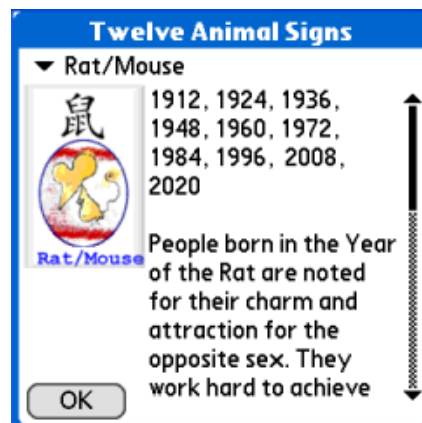 Twelve Animal Signs
Rat/Mouse
鼠
Rat/Mouse
1912, 1924, 1936,
1948, 1960, 1972,
1984, 1996, 2008,
2020
People born in the Year
of the Rat are noted
for their charm and
attraction for the
opposite sex. They
work hard to achieve
OK